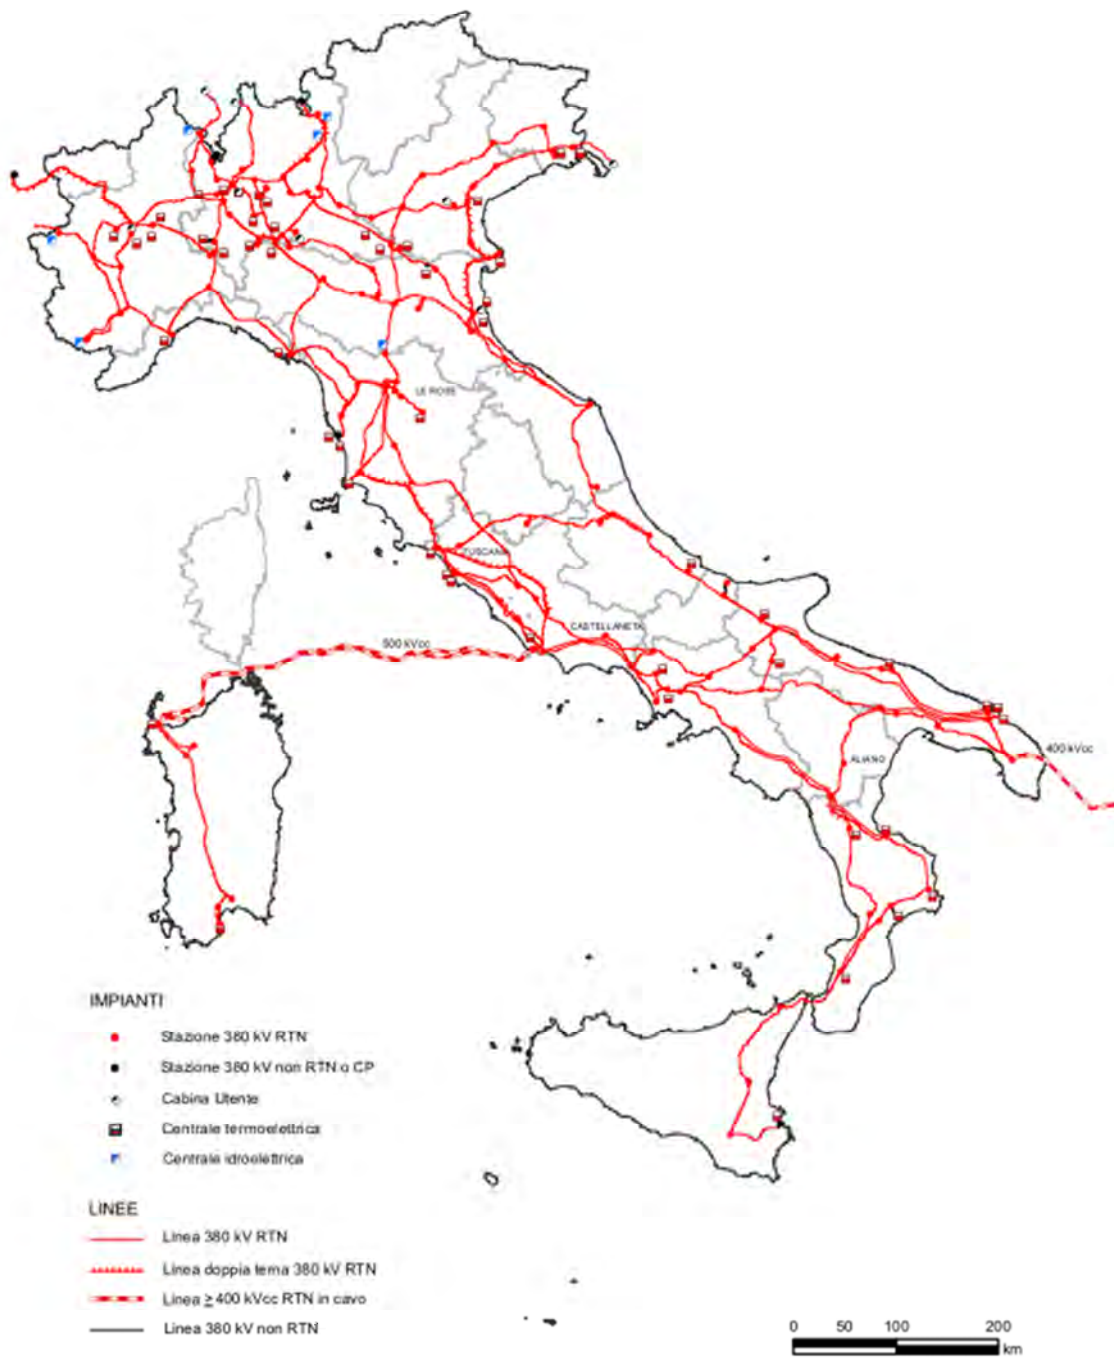 LE ROSE
TUSCANIA
CASTELLANETA
500 kVcc
400 kVcc
ALIANO
IMPIANTI
Stazione 380 kV RTN
Stazione 380 kV non RTN o CP
Cabina Utente
Centrale termoelettrica
Centrale idroelettrica
LINEE
Linea 380 kV RTN
Linea doppia terna 380 kV RTN
Linea ≥ 400 kVcc RTN in cavo
Linea 380 kV non RTN
0 50 100 200
km